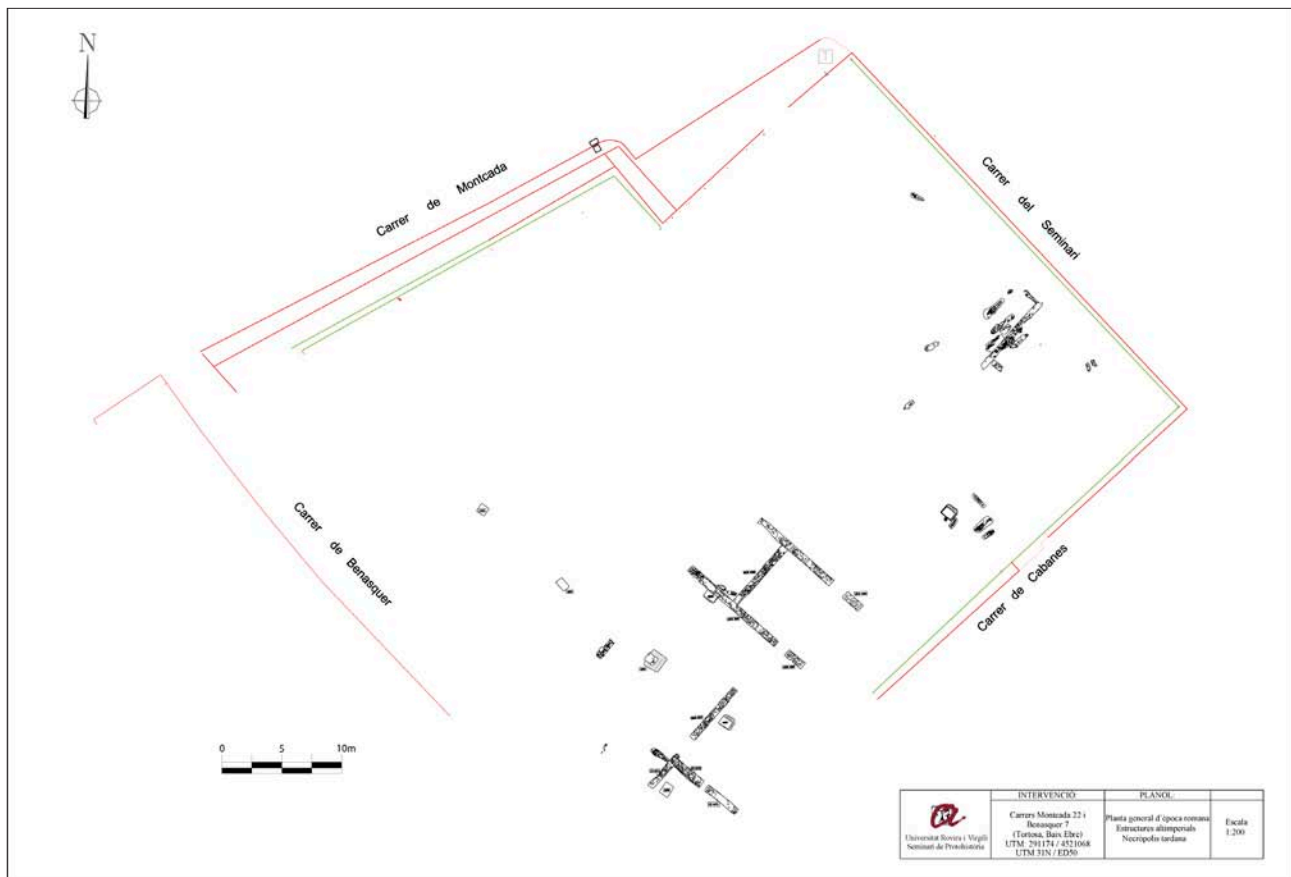 N
Carrer de Montcada
Carrer del Seminari
Carrer de Benasquer
Carrer de Cabanes
0 5 10m
INTERVENCIÓ:
PLÀNOL:
Universitat Rovira i Virgili
Seminari de Protohistòria
Carrers Montcada 22 i
Benasquer 7
(Tortosa, Baix Ebre)
UTM 291174 / 4521068
UTM 31N / ED50
Planta general d'època romana
Estructures altimperials
Necròpolis tardana
Escala
1:200